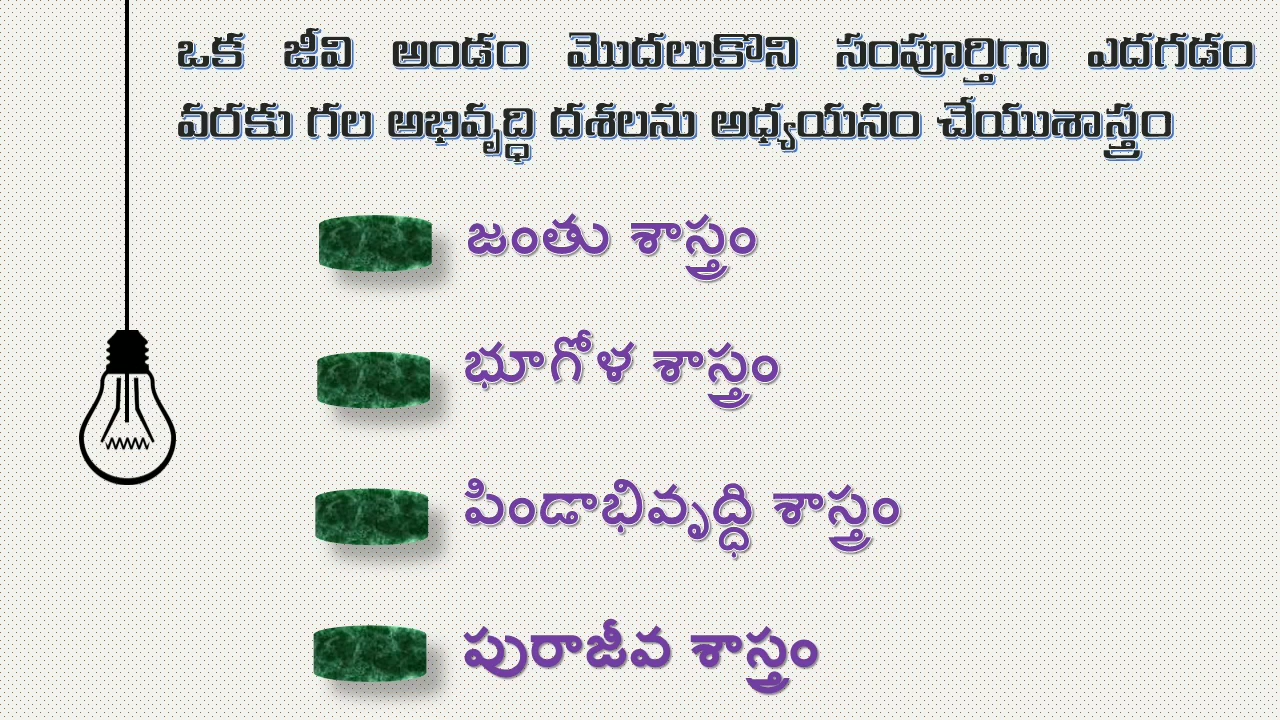 ఒక జీవి అండం మొదలుకొని సంపూర్తిగా ఎదగడం
వరకు గల అభివృద్ధి దశలను అధ్యయనం చేయుశాస్త్రం
జంతు శాస్త్రం
భూగోళ శాస్త్రం
పిండాభివృద్ధి శాస్త్రం
పురాజీవ శాస్త్రం